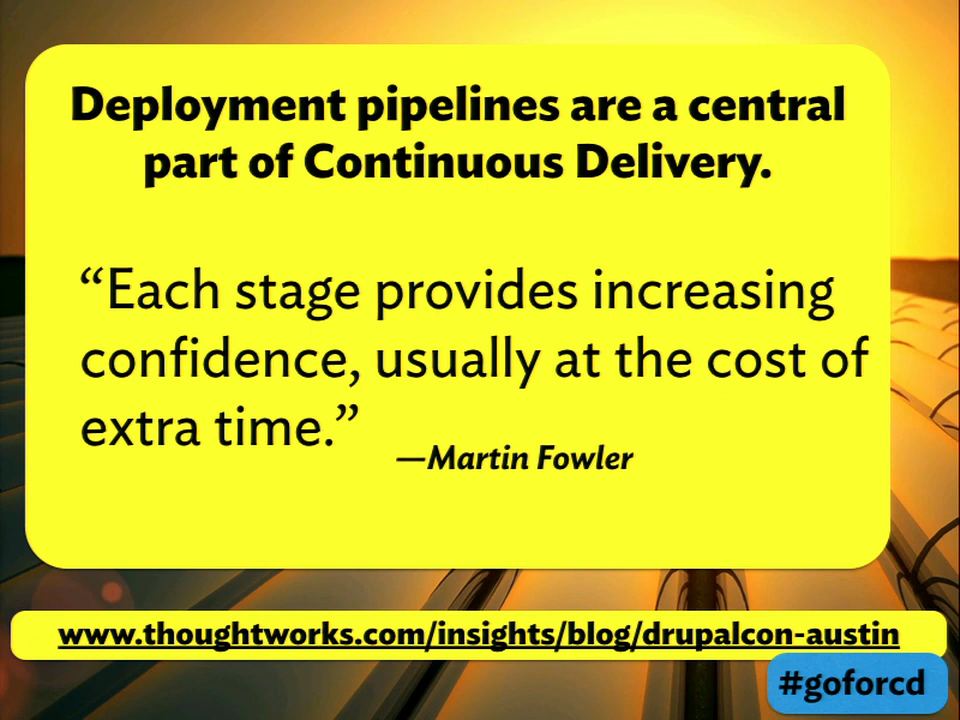 Deployment pipelines are a central
part of Continuous Delivery.
“Each stage provides increasing
confidence, usually at the cost of
extra time.”
—Martin Fowler
www.thoughtworks.com/insights/blog/drupalcon-austin
#goforcd